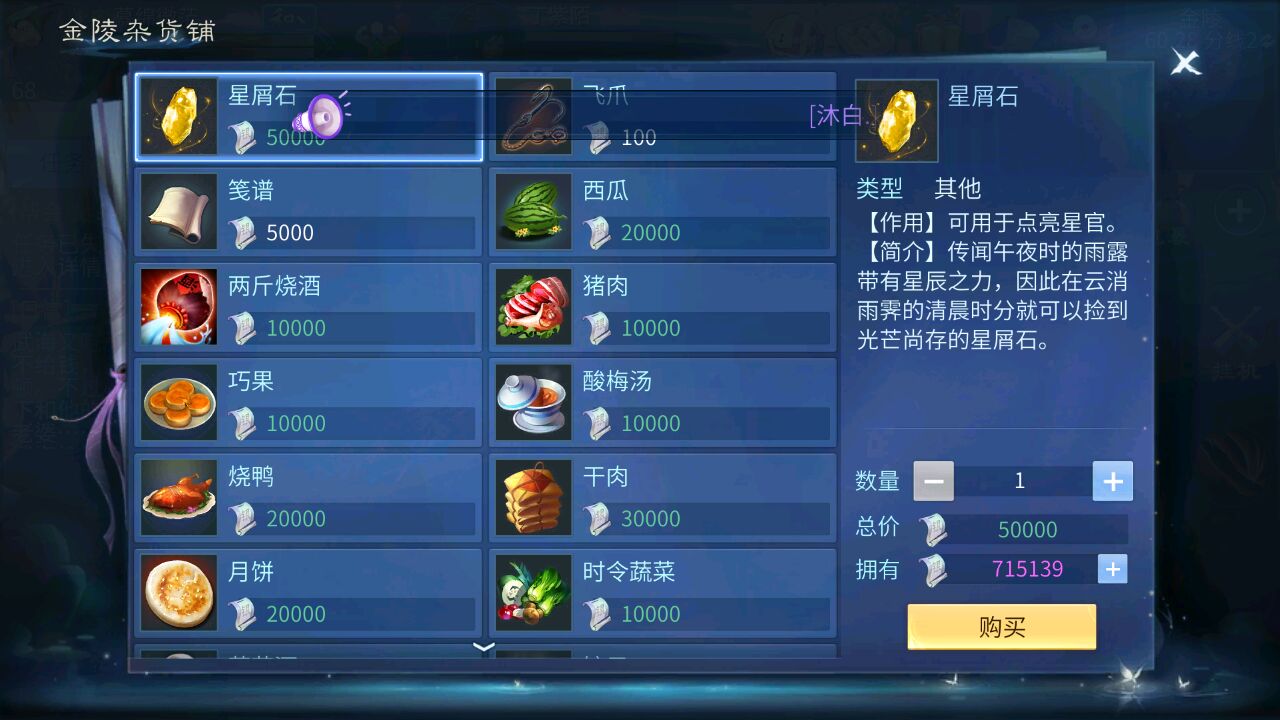 金陵杂货铺
星屑石
50000
飞爪
100
[沐白
笺谱
5000
西瓜
20000
两斤烧酒
10000
猪肉
10000
巧果
10000
酸梅汤
10000
烧鸭
20000
干肉
30000
月饼
20000
时令蔬菜
10000
星屑石
类型 其他
【作用】可用于点亮星官。
【简介】传闻午夜时的雨露
带有星辰之力，因此在云消
雨霁的清晨时分就可以捡到
光芒尚存的星屑石。
数量 1
总价 50000
拥有 715139
购买